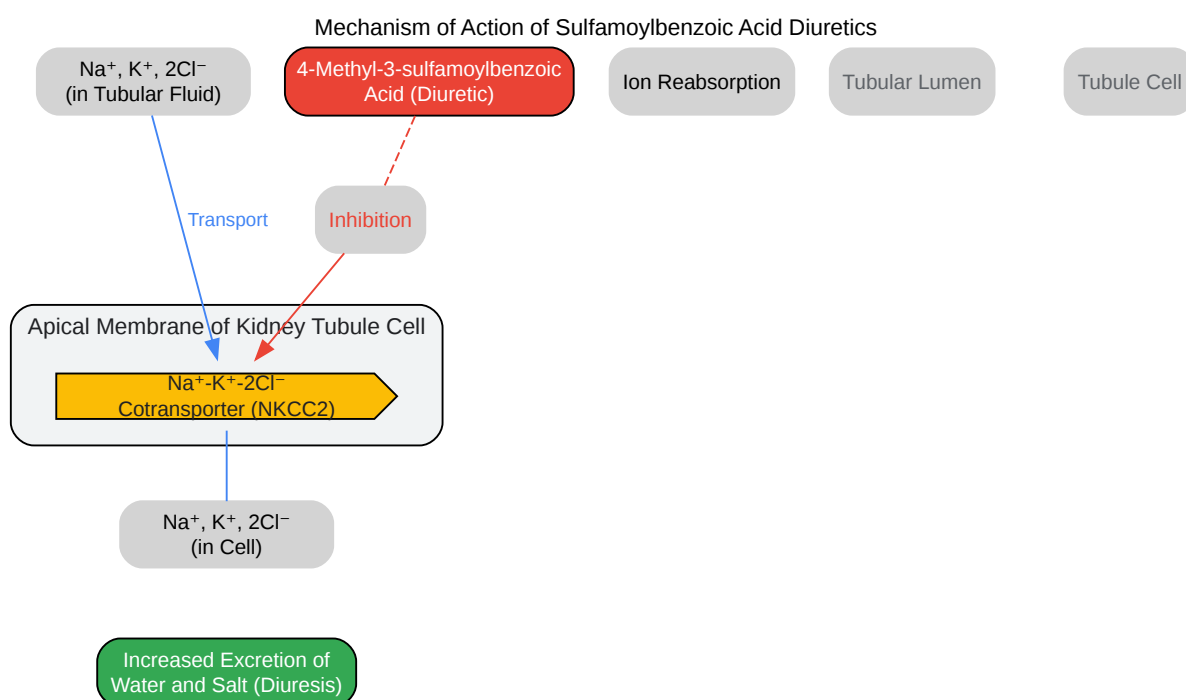 Mechanism of Action of Sulfamoylbenzoic Acid Diuretics
Na⁺, K⁺, 2Cl⁻
(in Tubular Fluid)
4-Methyl-3-sulfamoylbenzoic
Acid (Diuretic)
Ion Reabsorption
Tubular Lumen
Tubule Cell
Transport
Inhibition
Apical Membrane of Kidney Tubule Cell
Na⁺-K⁺-2Cl⁻
Cotransporter (NKCC2)
Na⁺, K⁺, 2Cl⁻
(in Cell)
Increased Excretion of
Water and Salt (Diuresis)